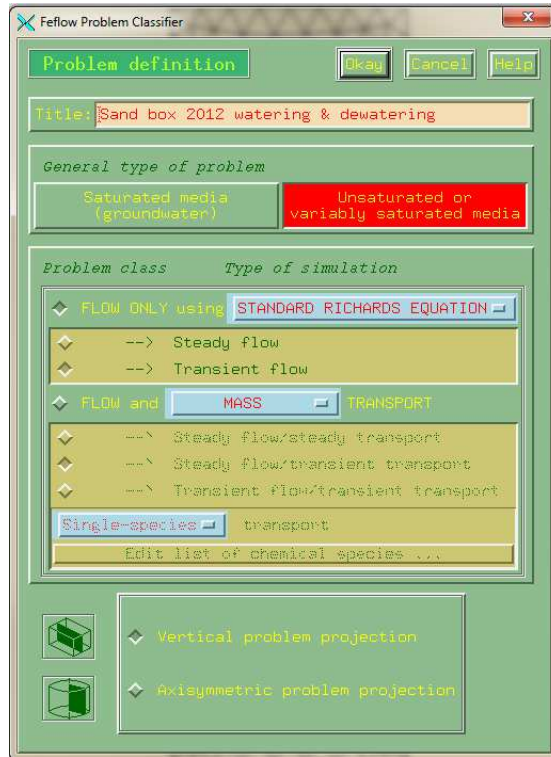 Feflow Problem Classifier
Problem definition
Okay Cancel Help
Title: Sand box 2012 watering & dewatering
General type of problem
Saturated media (groundwater)
Unsaturated or variably saturated media
Problem class Type of simulation
FLOW ONLY using STANDARD RICHARDS EQUATION
--> Steady flow
--> Transient flow
FLOW and MASS TRANSPORT
--> Steady flow/steady transport
--> Steady flow/transient transport
--> Transient flow/transient transport
Single-species transport
Edit list of chemical species ...
Vertical problem projection
Axisymmetric problem projection